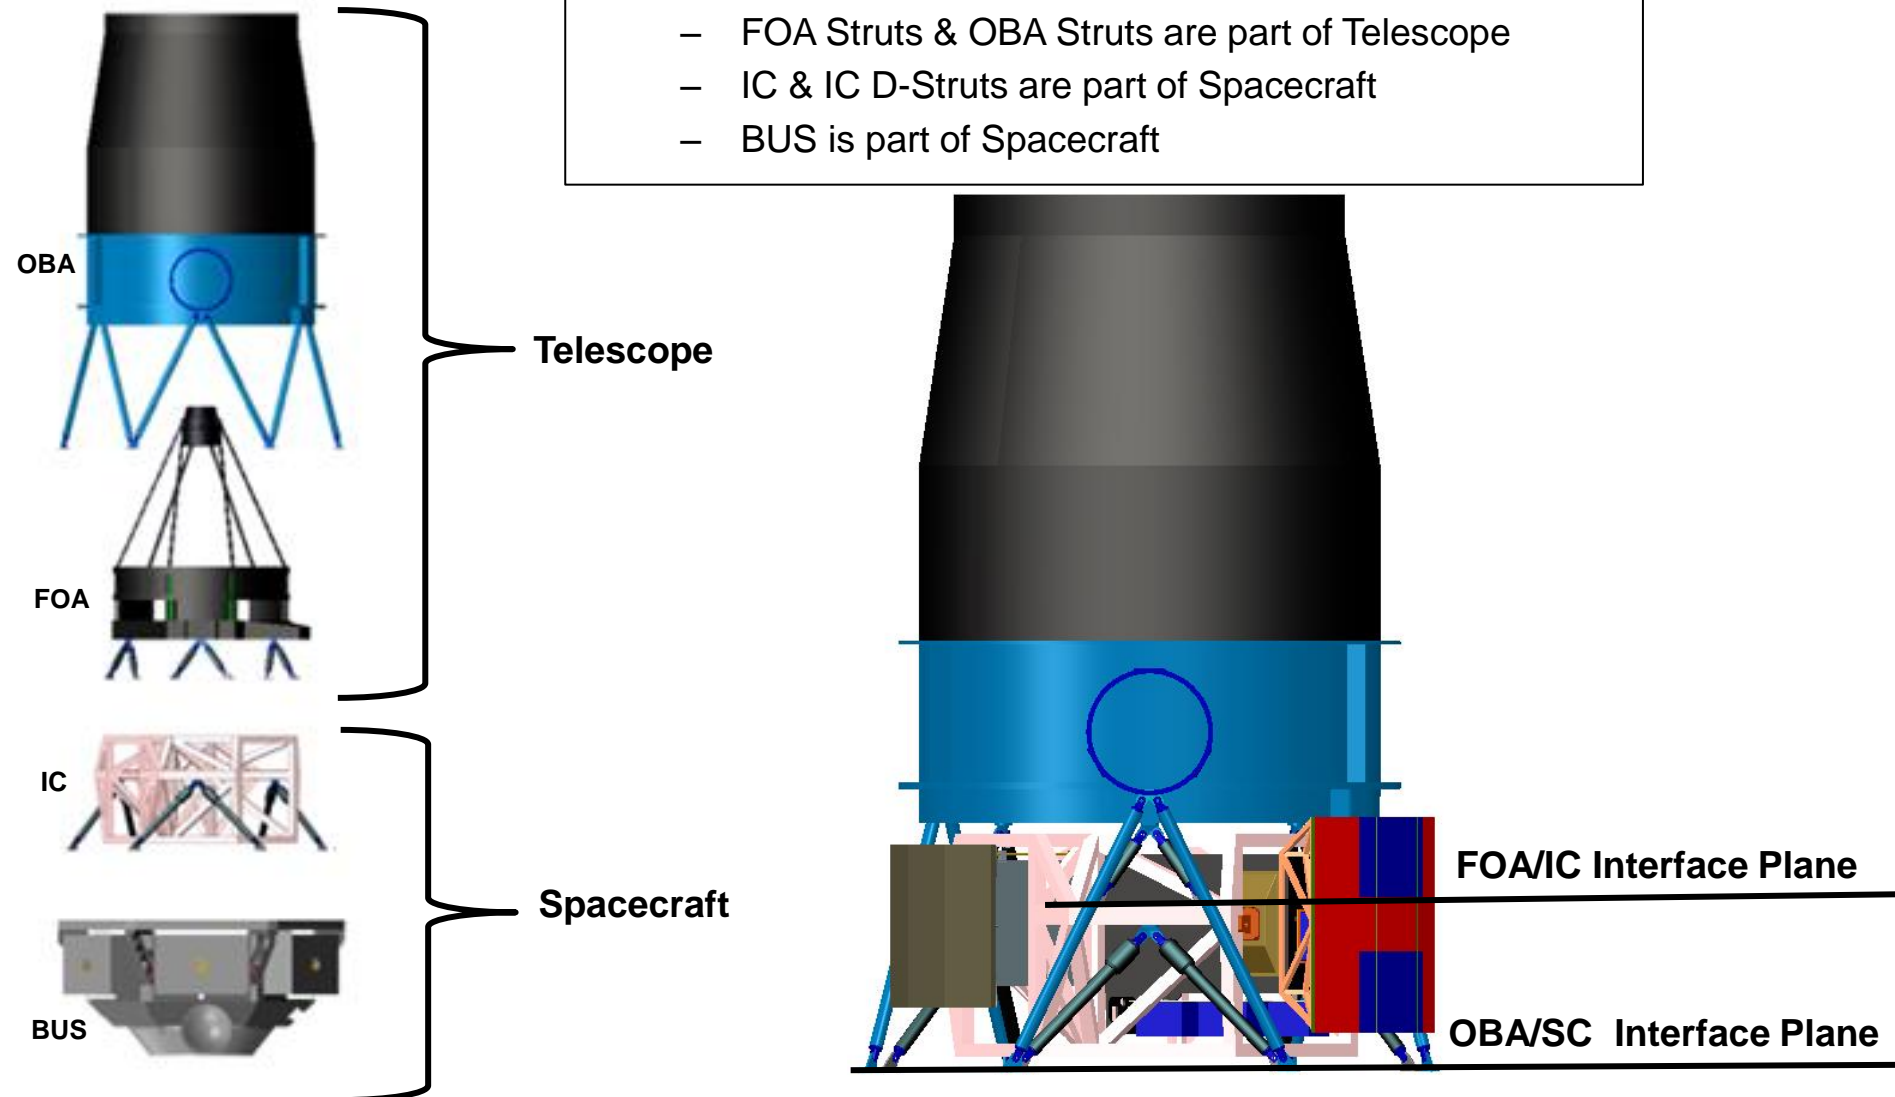 – FOA Struts & OBA Struts are part of Telescope
– IC & IC D-Struts are part of Spacecraft
– BUS is part of Spacecraft
OBA
Telescope
FOA
IC
Spacecraft
BUS
FOA/IC Interface Plane
OBA/SC Interface Plane